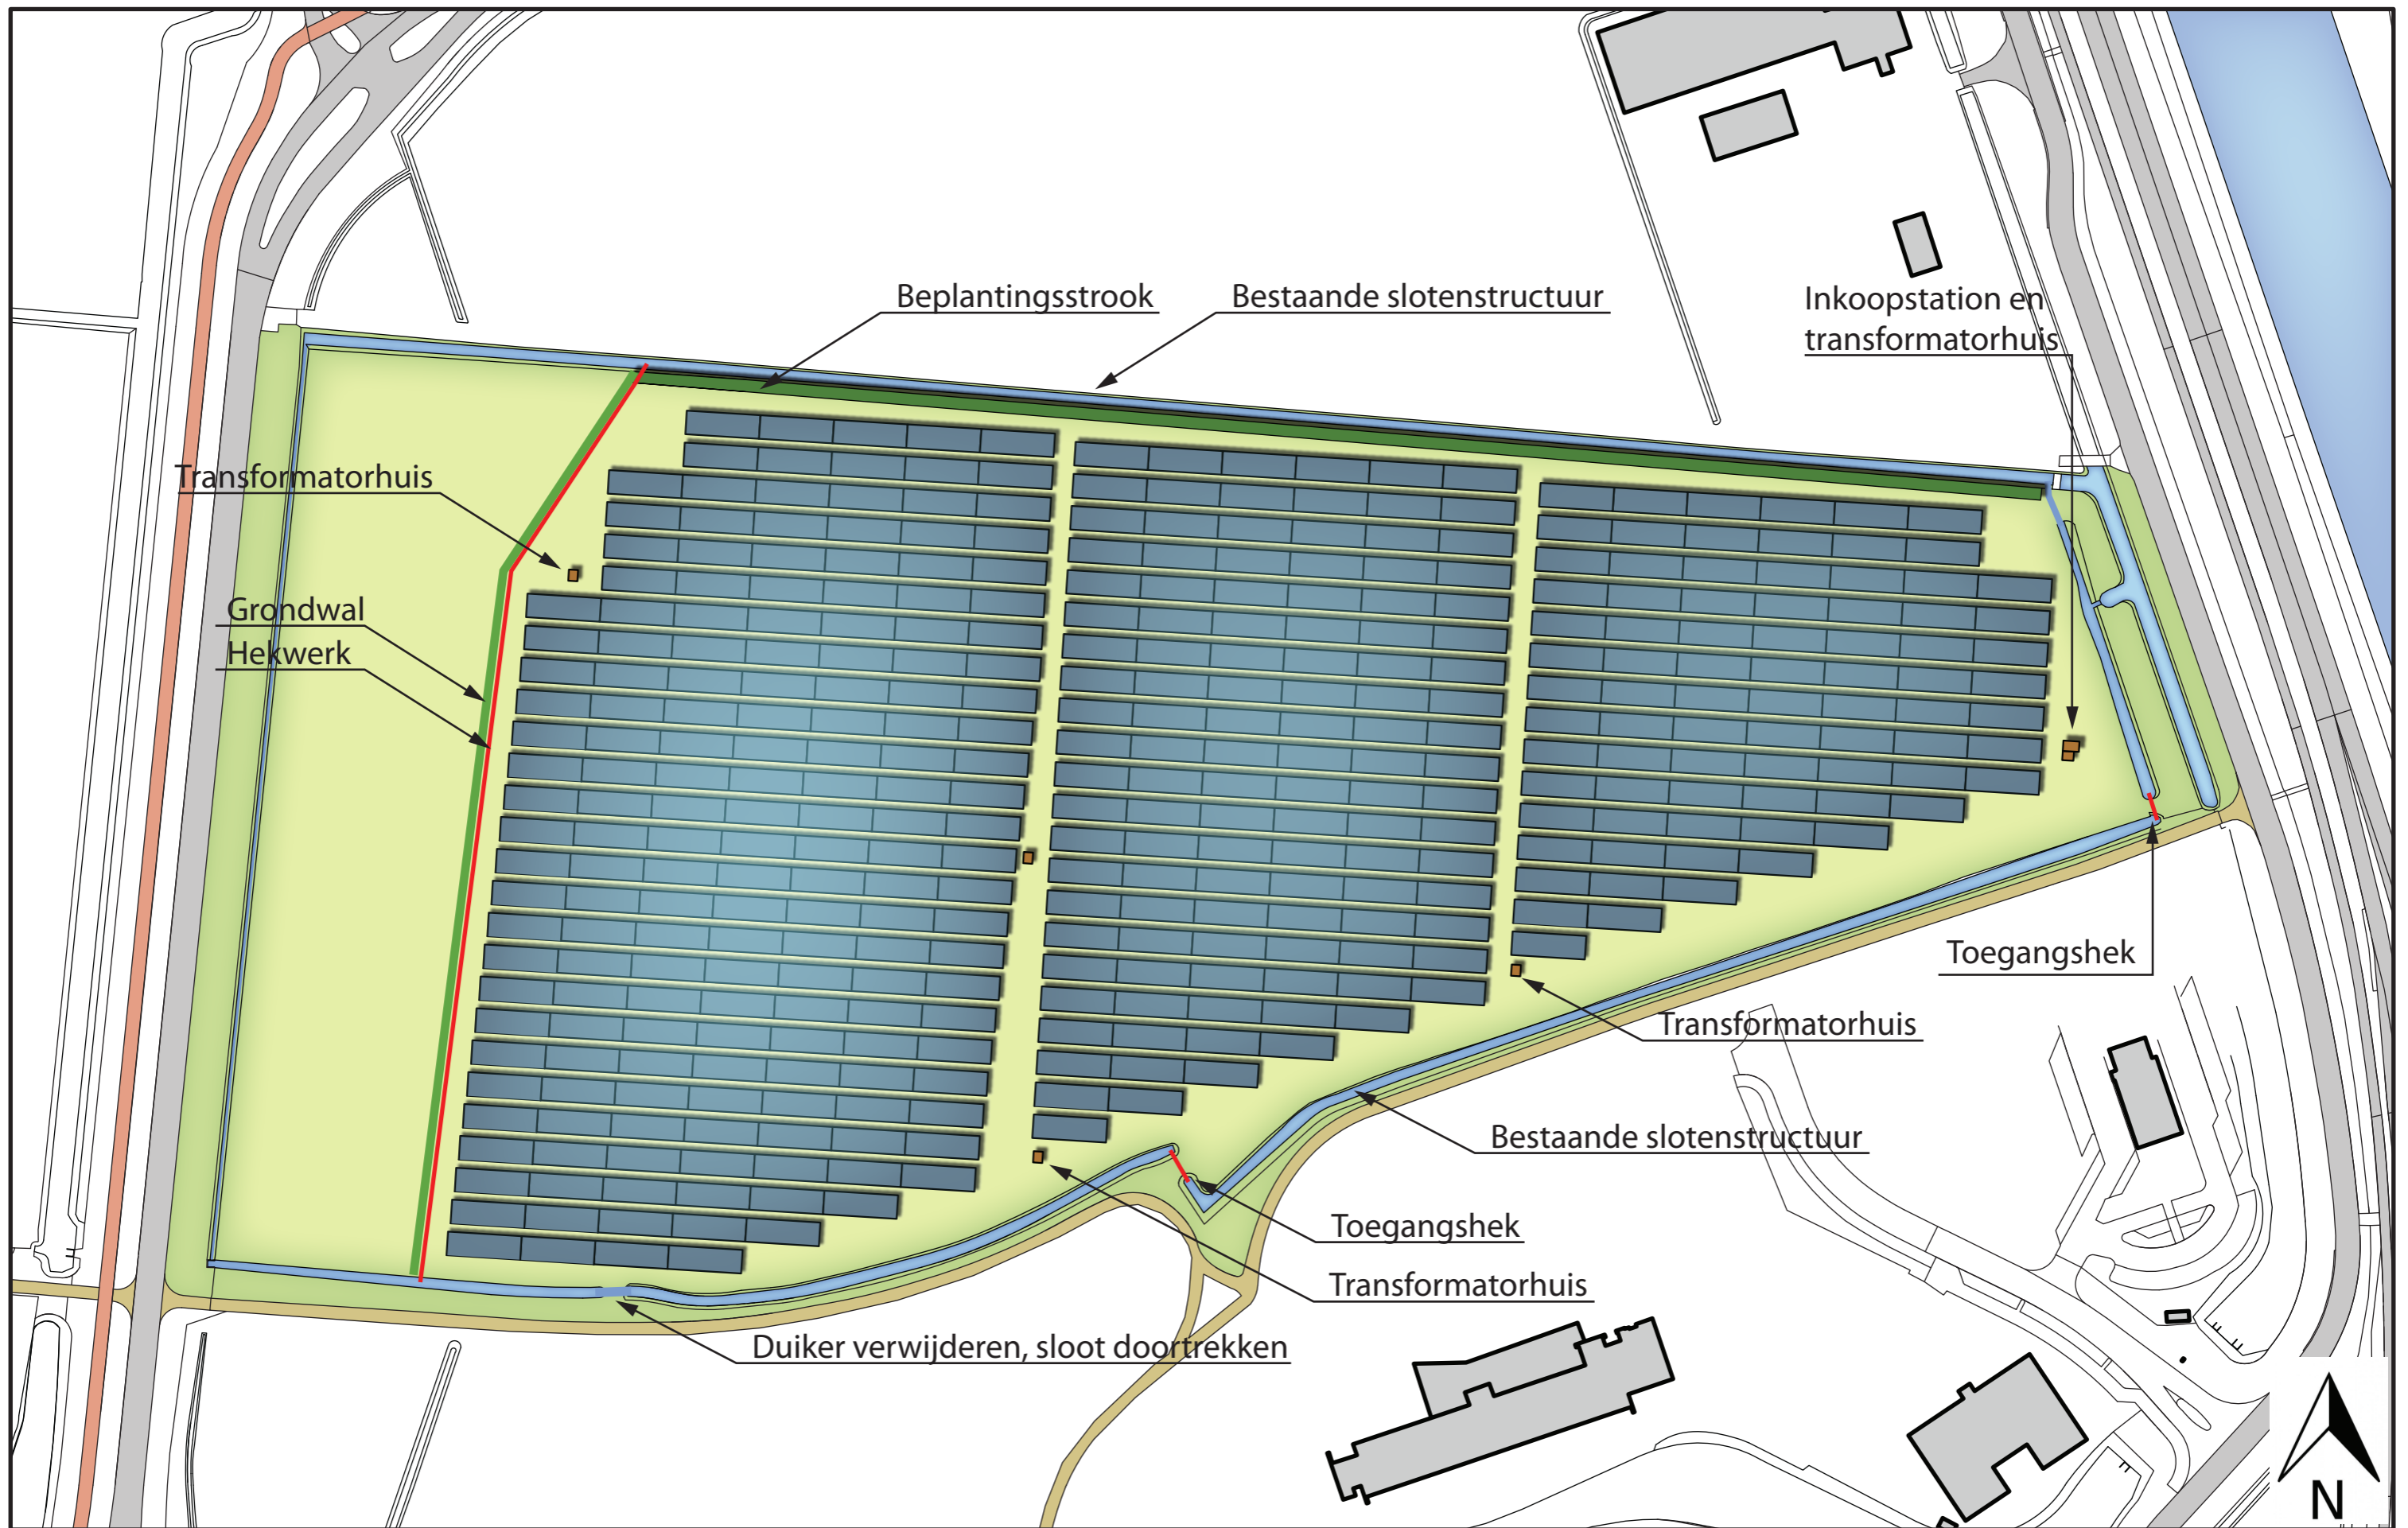 Beplantingsstrook
Bestaande slotenstructuur
Inkoopstation en
transformatorhuis
Transformatorhuis
Grondwal
Hekwerk
Toegangshek
Transformatorhuis
Bestaande slotenstructuur
Toegangshek
Transformatorhuis
Duiker verwijderen, sloot doortrekken
N